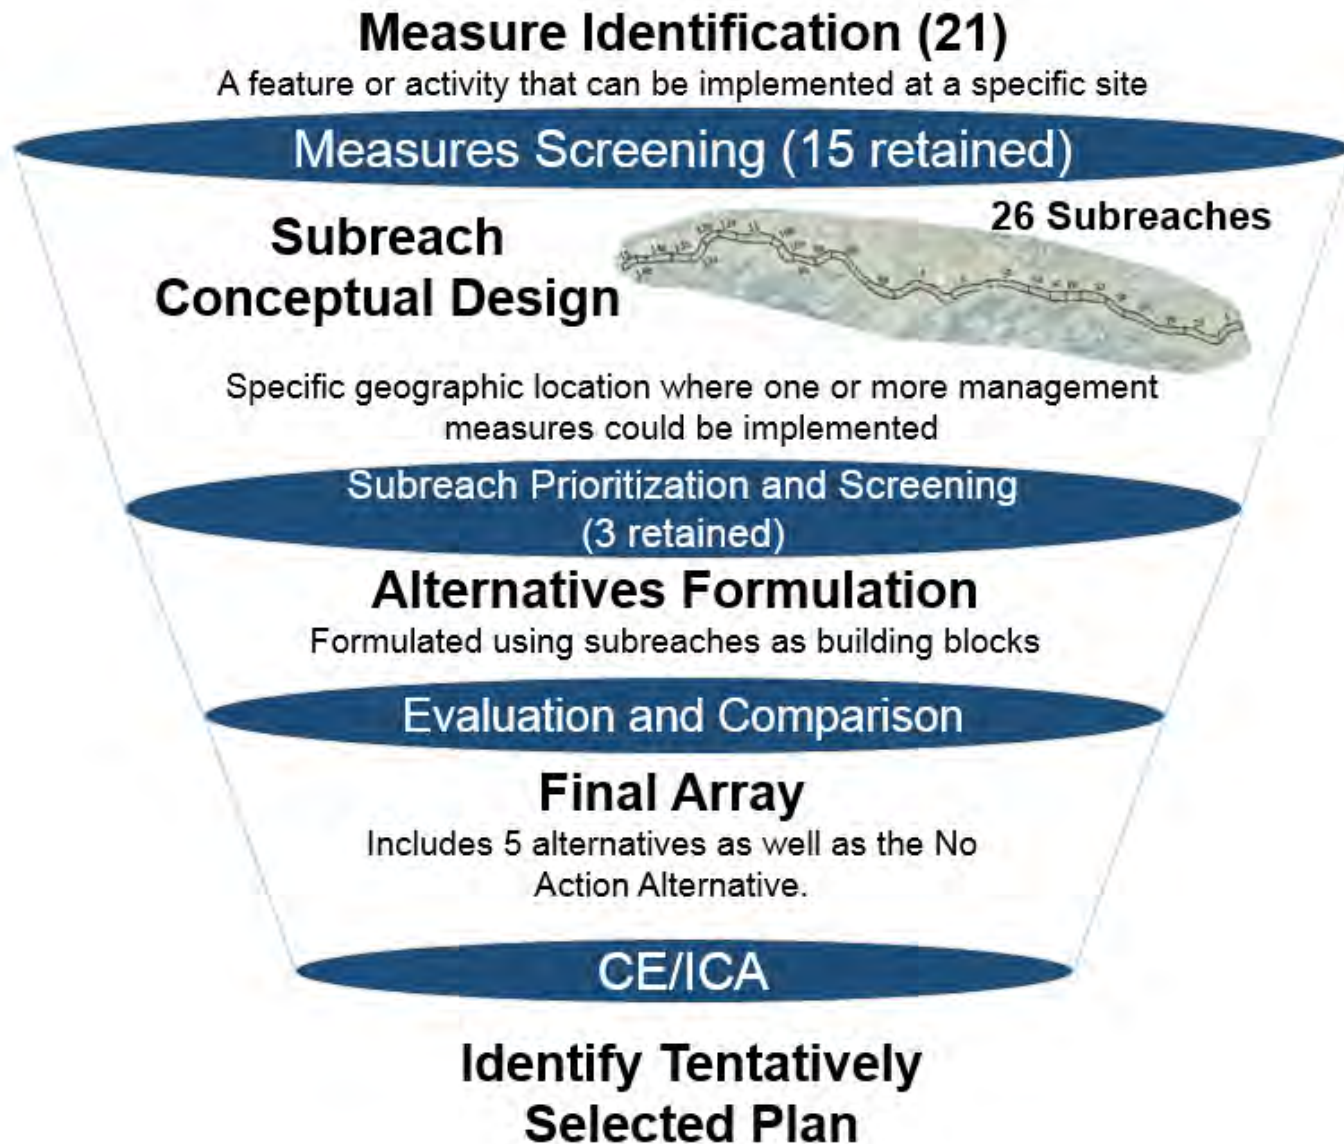 Measure Identification (21)
A feature or activity that can be implemented at a specific site
Measures Screening (15 retained)
26 Subreaches
Subreach
Conceptual Design
Specific geographic location where one or more management
measures could be implemented
Subreach Prioritization and Screening
(3 retained)
Alternatives Formulation
Formulated using subreaches as building blocks
Evaluation and Comparison
Final Array
Includes 5 alternatives as well as the No
Action Alternative.
CE/ICA
Identify Tentatively
Selected Plan